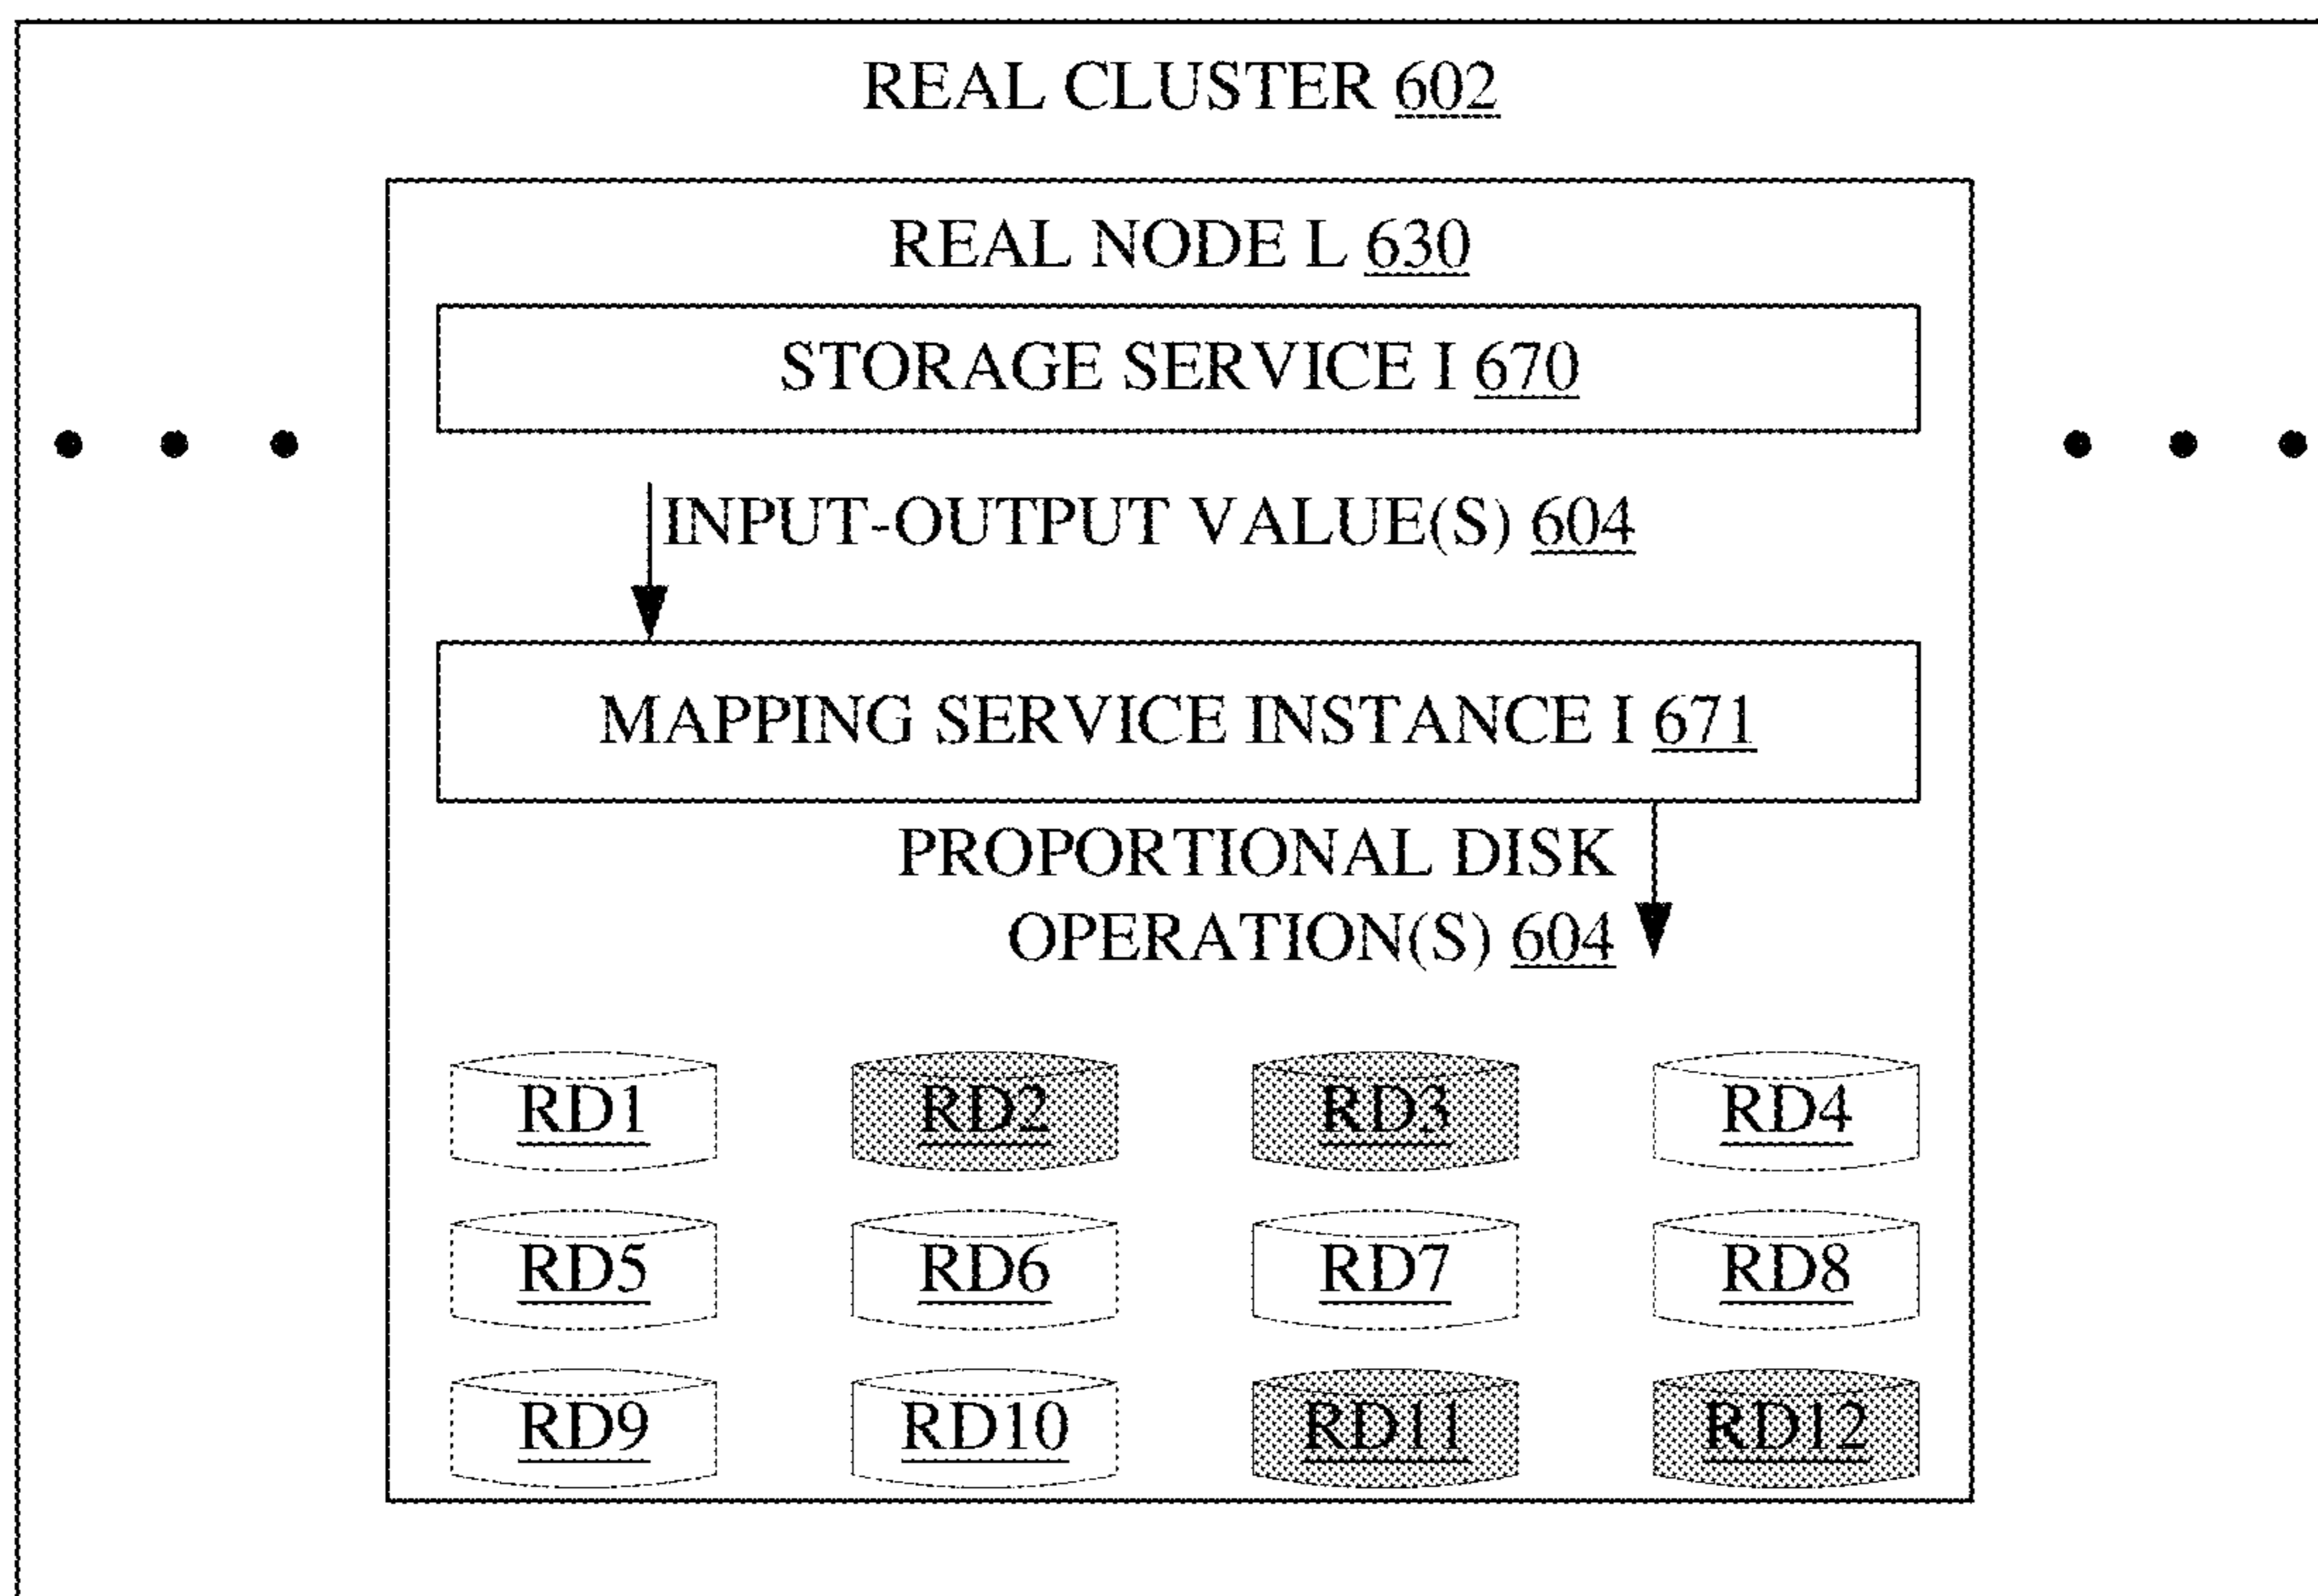 REAL CLUSTER 602
REAL NODE L 630
STORAGE SERVICE I 670
INPUT-OUTPUT VALUE(S) 604
MAPPING SERVICE INSTANCE I 671
PROPORTIONAL DISK
OPERATION(S) 604
RD1 RD2 RD3 RD4
RD5 RD6 RD7 RD8
RD9 RD10 RD11 RD12